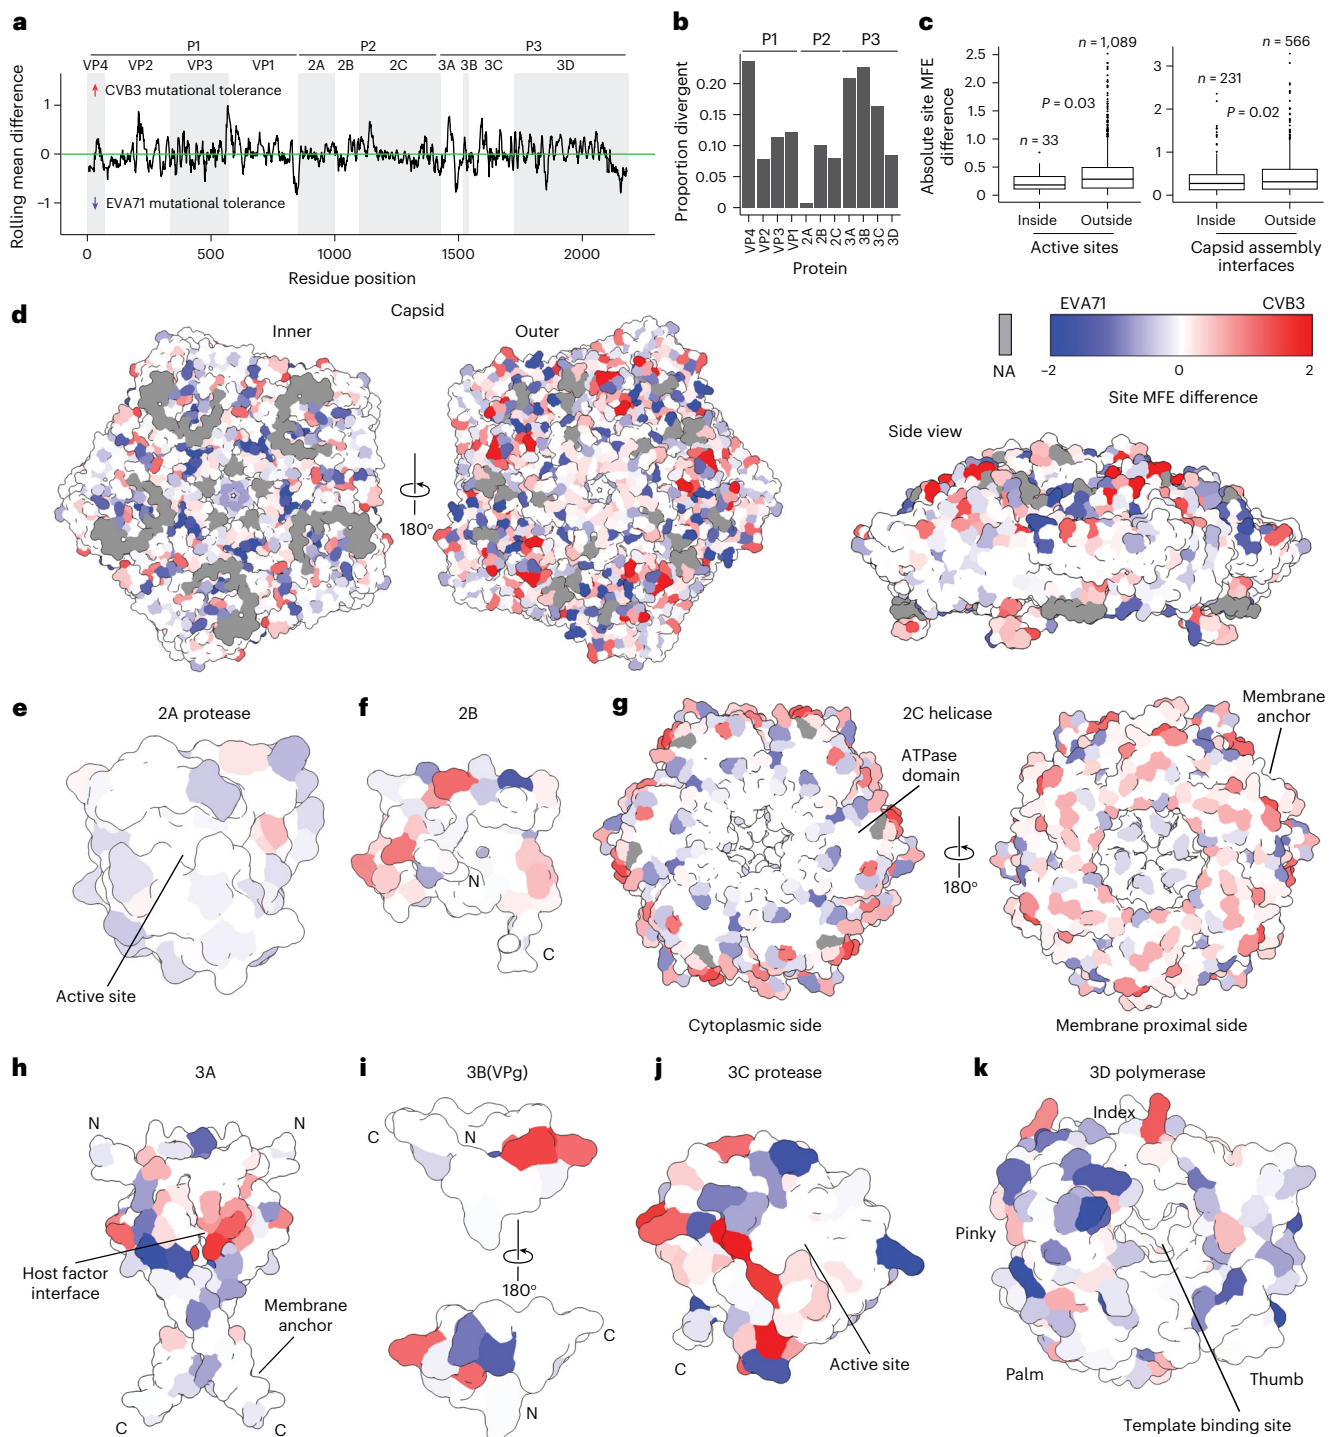 a
P1 P2 P3
VP4 VP2 VP3 VP1 2A 2B 2C 3A 3B 3C 3D
CVB3 mutational tolerance
EVA71 mutational tolerance
1
0
−1
Rolling mean difference
0 500 1000 1500 2000
Residue position
b
P1 P2 P3
0.20
0.15
0.10
0.05
0
Proportion divergent
VP4 VP2 VP3 VP1 2A 2B 2C 3A 3B 3C 3D
Protein
c
Absolute site MFE
difference
2.5
2.0
1.5
1.0
0.5
0
n = 1,089
P = 0.03
n = 33
Inside Outside
Active sites
3
2
1
0
n = 566
n = 231
P = 0.02
Inside Outside
Capsid assembly
interfaces
d
Capsid
Inner
Outer
180°
EVA71 CVB3
NA
−2 0 2
Site MFE difference
Side view
e
2A protease
Active site
f
2B
N
C
g
2C helicase
ATPase
domain
180°
Membrane
anchor
Cytoplasmic side
Membrane proximal side
h
3A
N N
Host factor
interface
Membrane
anchor
C C
i
3B(VPg)
C
N
180°
C
N
j
3C protease
Active site
C
k
3D polymerase
Index
Pinky
Palm
Thumb
Template binding site